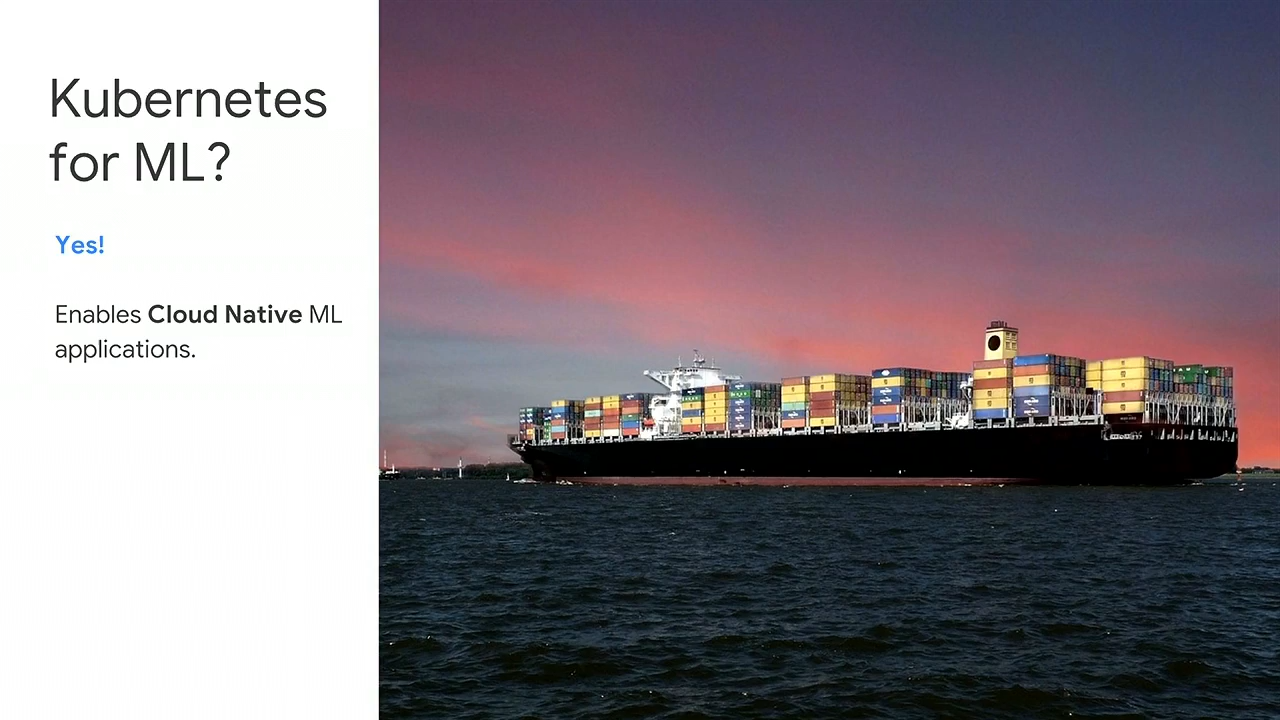 Kubernetes
for ML?
Yes!
Enables Cloud Native ML
applications.